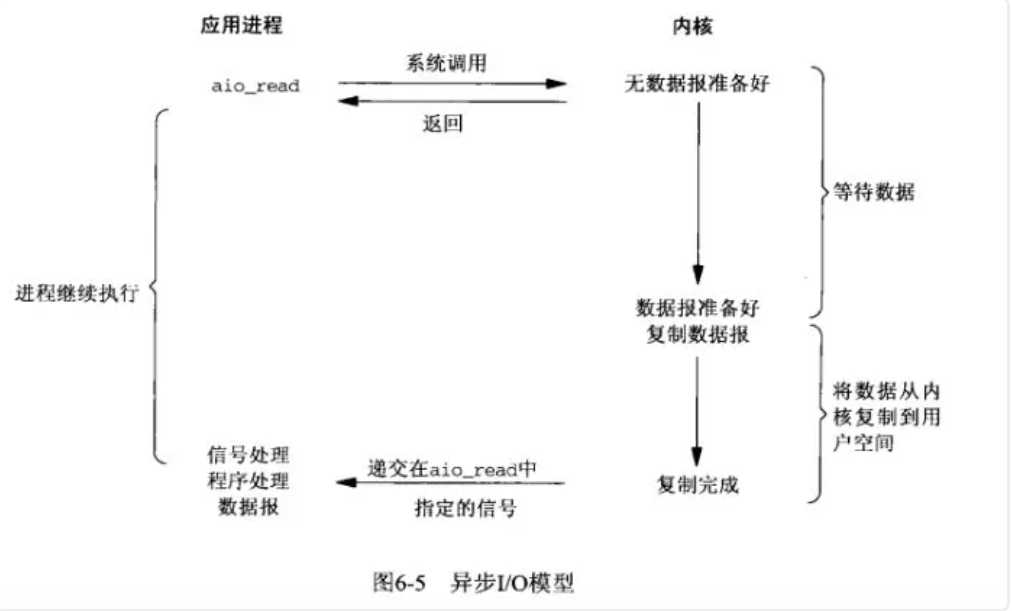 应用进程
内核
系统调用
aio_read
无数据报准备好
返回
等待数据
进程继续执行
数据报准备好
复制数据报
将数据从内
核复制到用
户空间
信号处理
程序处理
数据报
递交在aio_read中
指定的信号
复制完成
图6-5 异步I/O模型